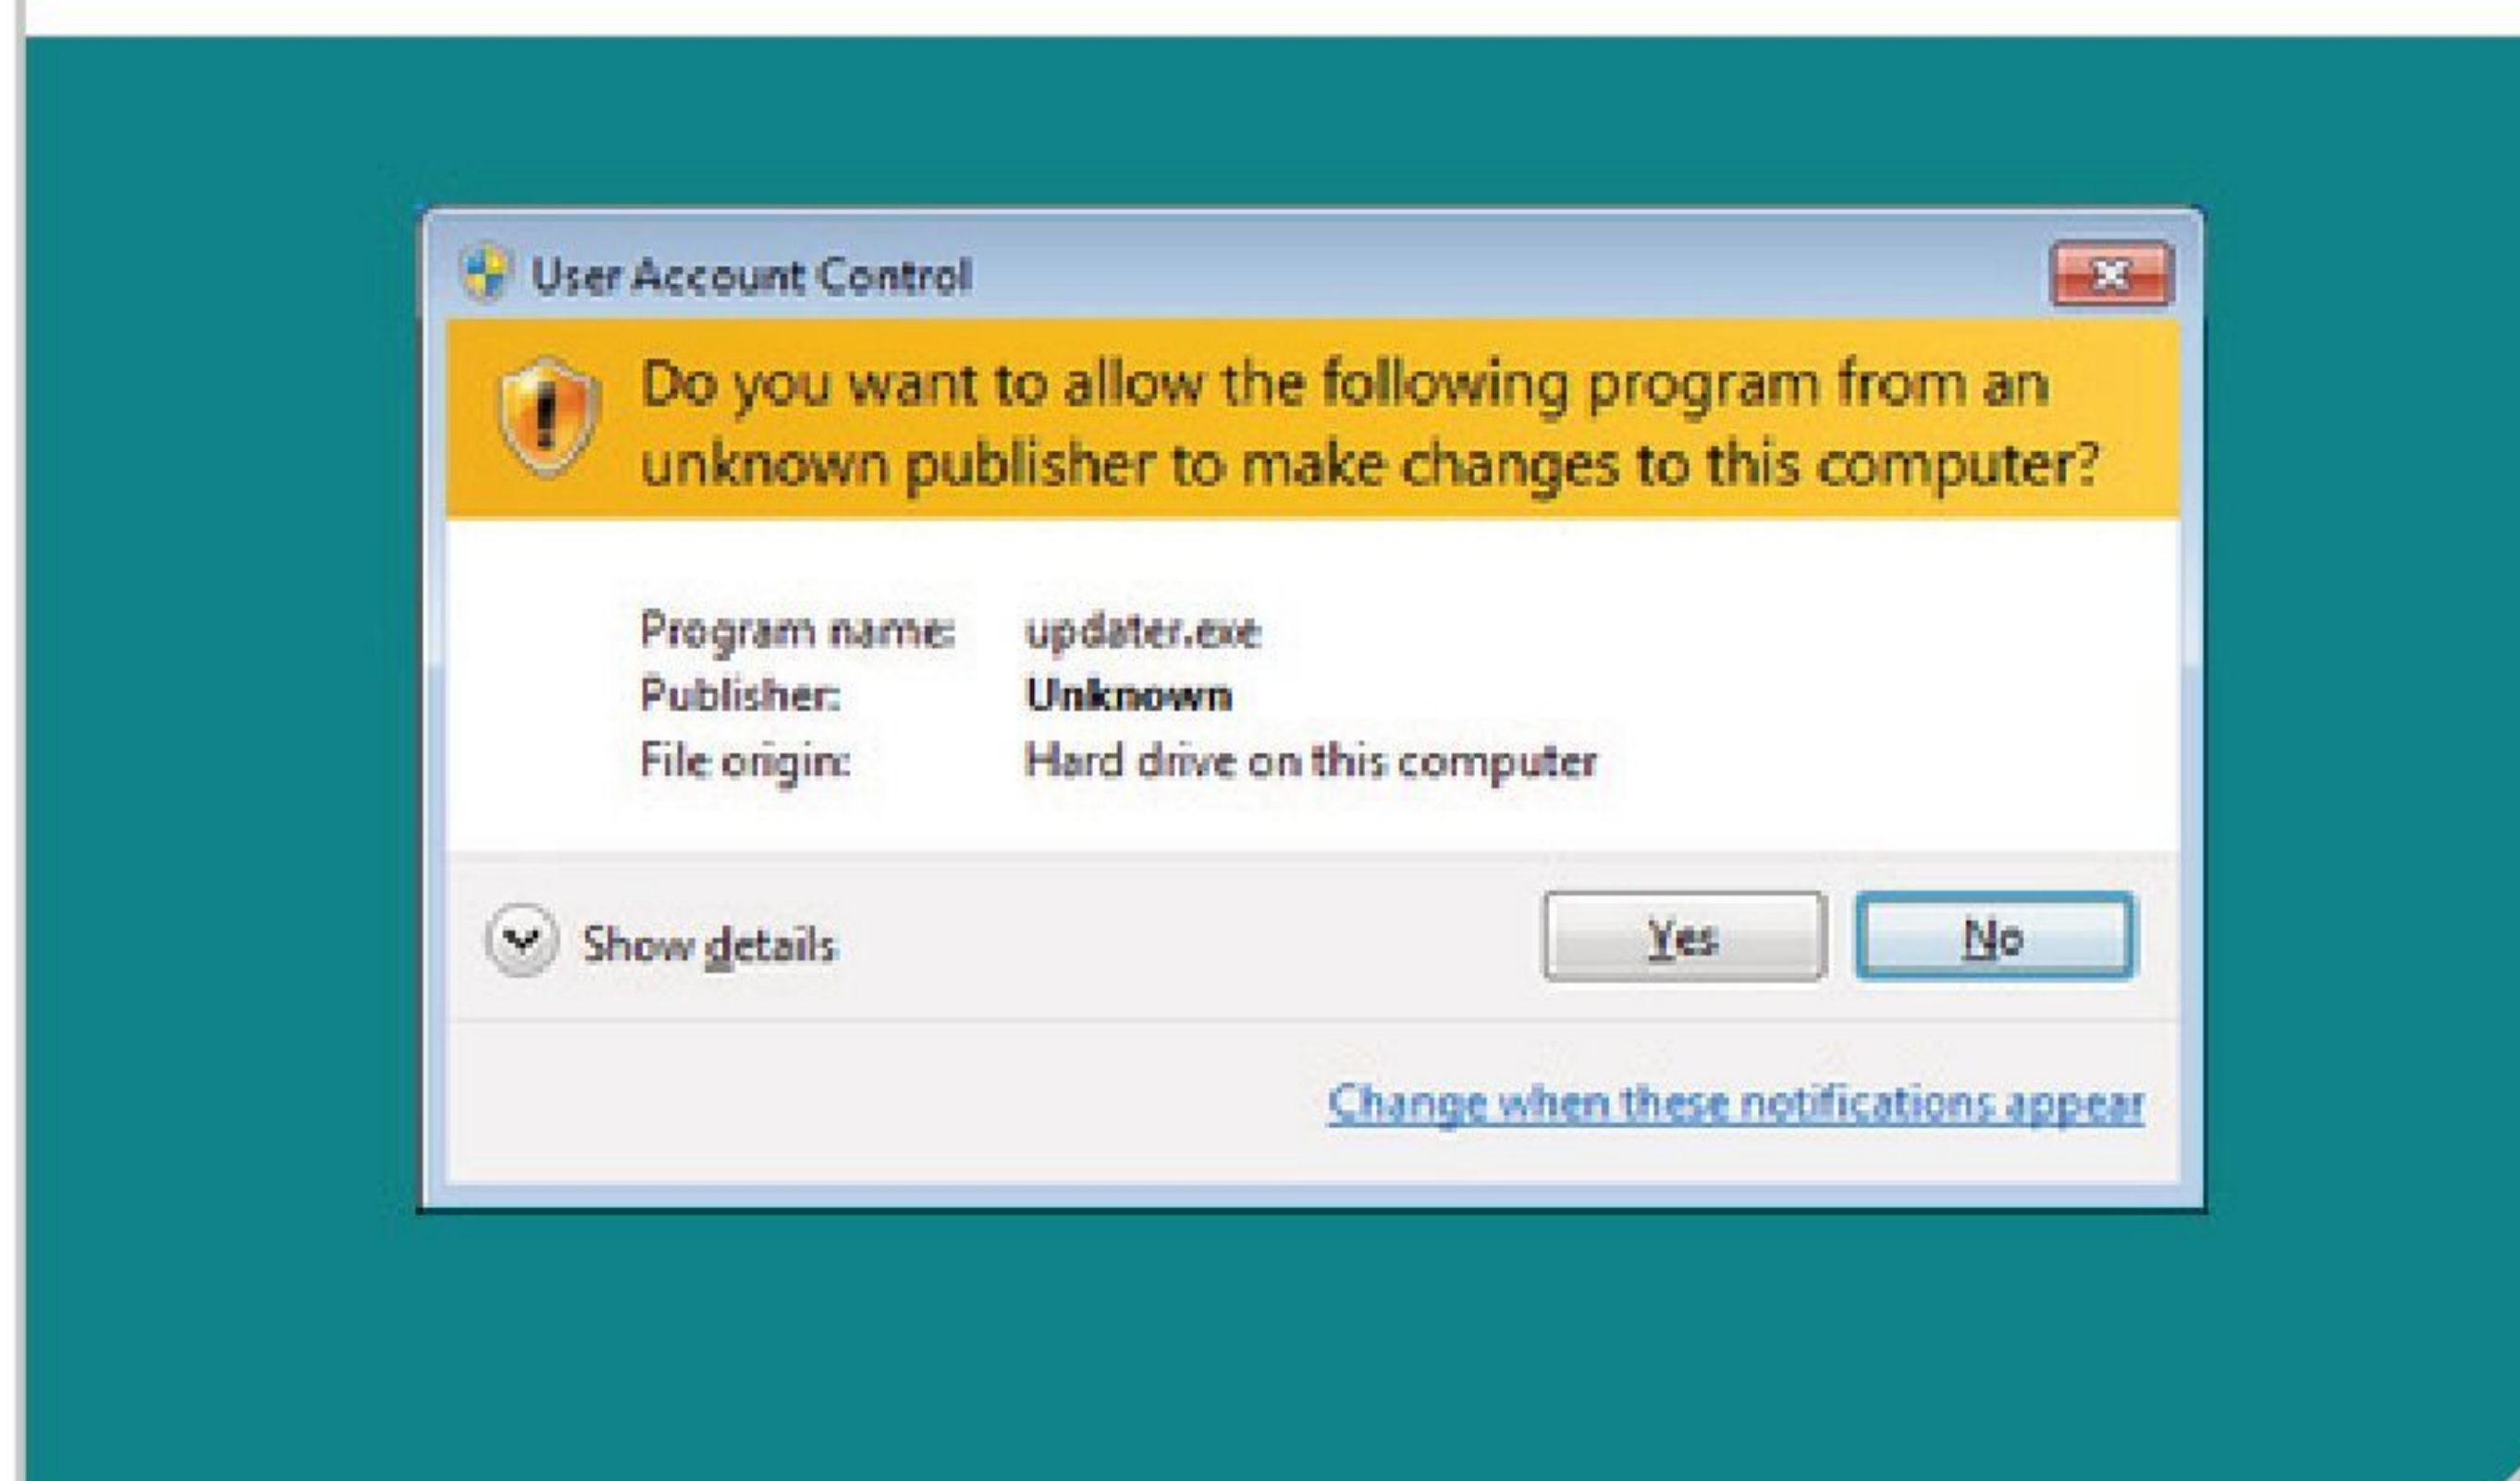 User Account Control
Do you want to allow the following program from an
unknown publisher to make changes to this computer?
Program name: updater.exe
Publisher: Unknown
File origin: Hard drive on this computer
Show details
Yes No
Change when these notifications appear